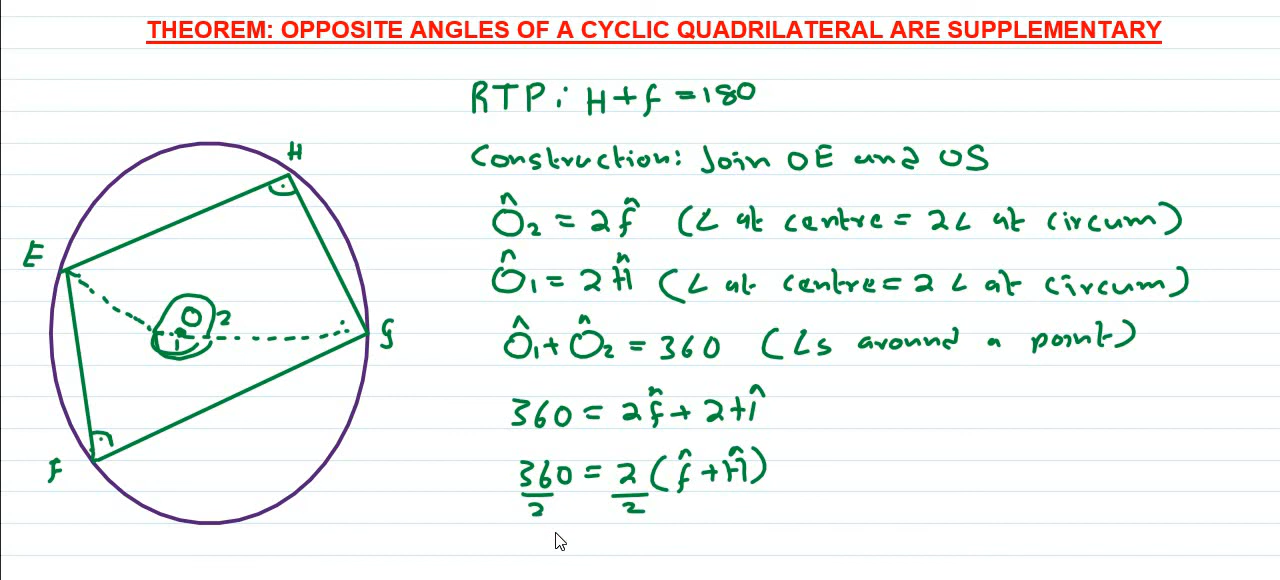 THEOREM: OPPOSITE ANGLES OF A CYCLIC QUADRILATERAL ARE SUPPLEMENTARY
RTP: H+f =180
Construction: Join OE and OS
Ô₂ = 2f̂ (∠ at centre = 2∠ at circum)
Ô₁ = 2Ĥ (∠ at centre = 2 ∠ at circum)
Ô₁ + Ô₂ = 360 (∠s around a point)
360 = 2f̂ + 2Ĥ
360/2 = 2/2 (f̂ + Ĥ)
H
E
O 2
1
G
F